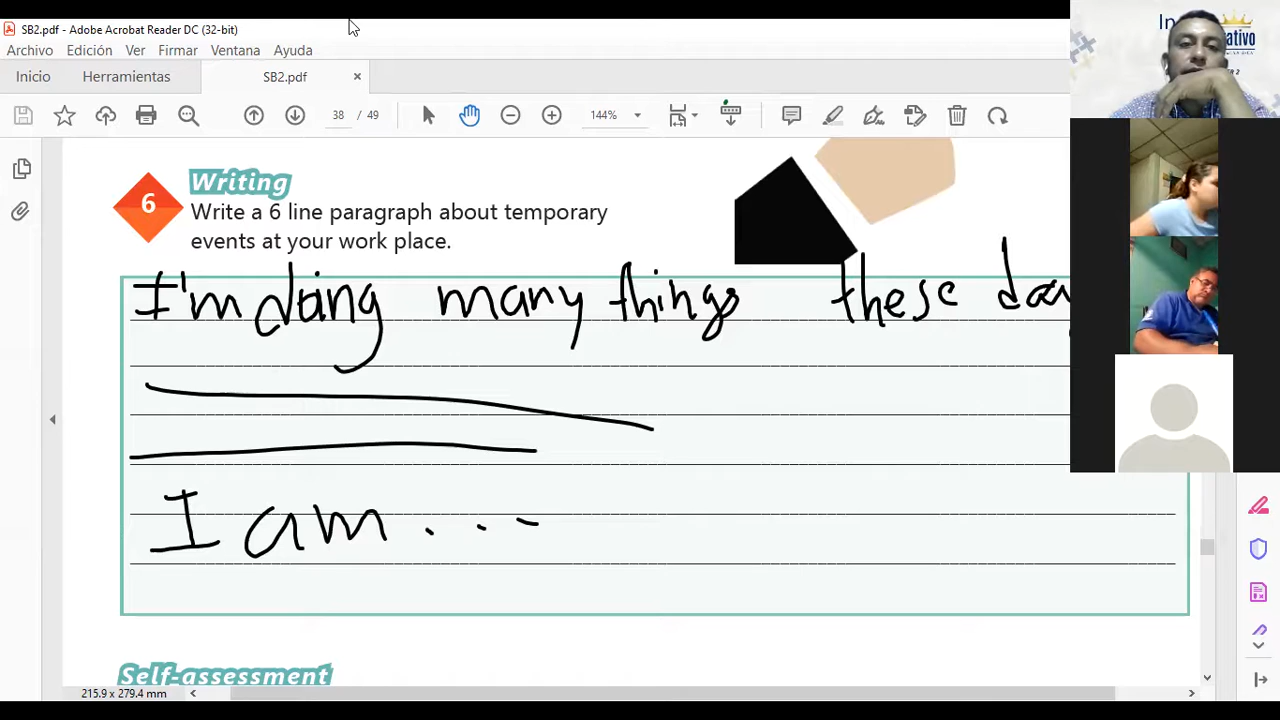 SB2.pdf - Adobe Acrobat Reader DC (32-bit)
Archivo Edición Ver Firmar Ventana Ayuda
Inicio Herramientas SB2.pdf ×
38 / 49 144%
6 Writing
Write a 6 line paragraph about temporary
events at your work place.
I'm doing many things these
I am ...
Self-assessment
215.9 x 279.4 mm